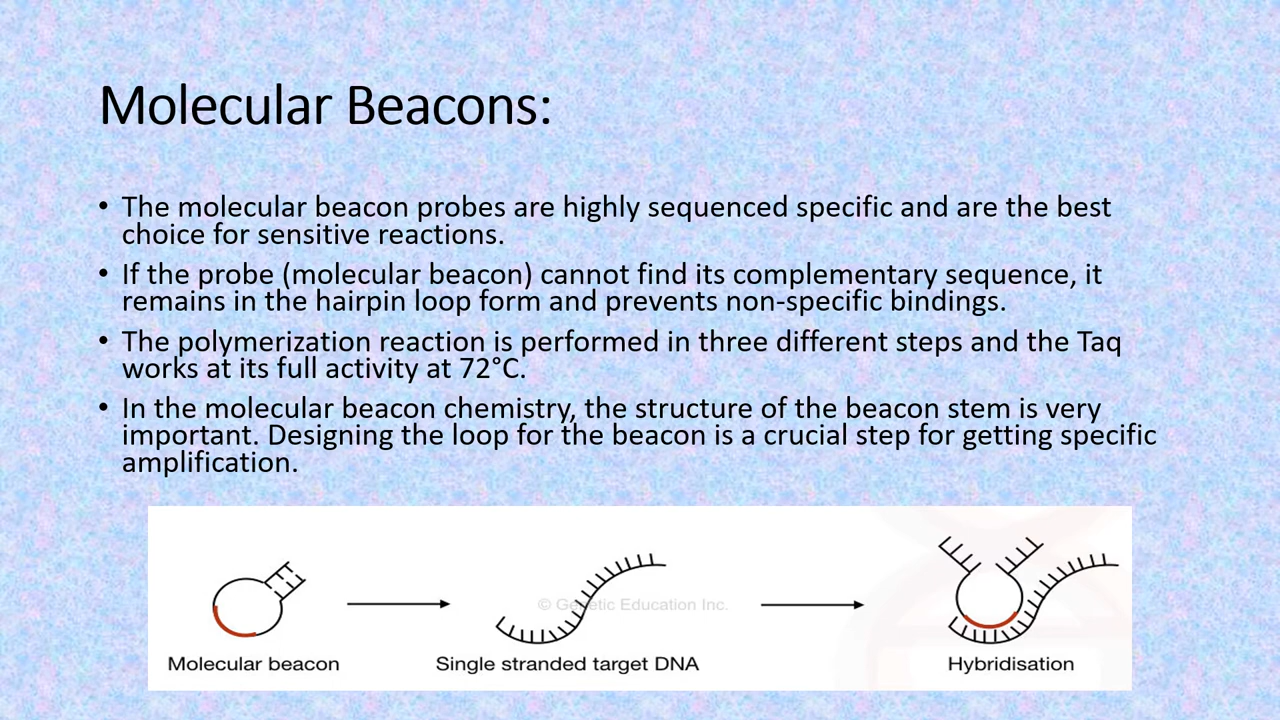 Molecular Beacons:
• The molecular beacon probes are highly sequenced specific and are the best
choice for sensitive reactions.
• If the probe (molecular beacon) cannot find its complementary sequence, it
remains in the hairpin loop form and prevents non-specific bindings.
• The polymerization reaction is performed in three different steps and the Taq
works at its full activity at 72°C.
• In the molecular beacon chemistry, the structure of the beacon stem is very
important. Designing the loop for the beacon is a crucial step for getting specific
amplification.
© Genetic Education Inc.
Molecular beacon
Single stranded target DNA
Hybridisation